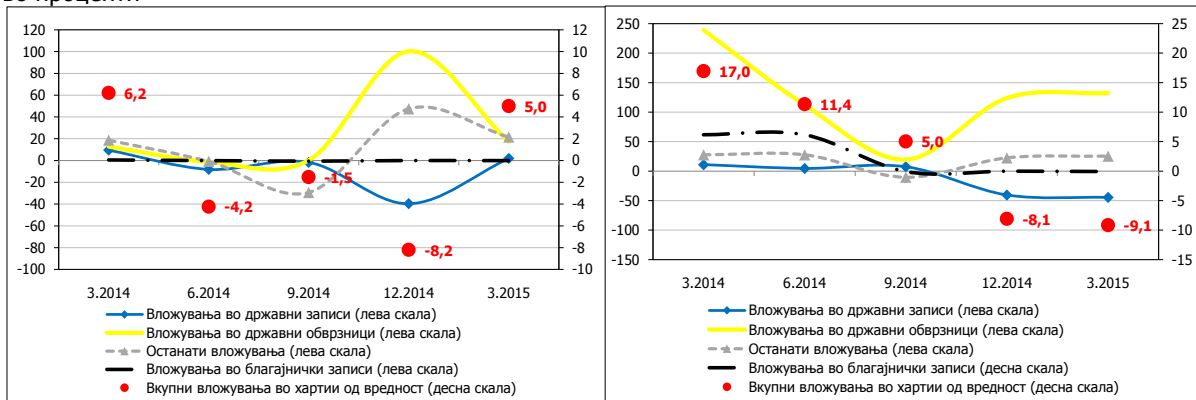 во проценти
120 12
100 10
80 8
60 6
40 4
20 2
0 0
-20 -2
-40 -4
-60 -6
-80 -8
-100 -10
6,2
-4,2
-1,5
-8,2
5,0
3.2014 6.2014 9.2014 12.2014 3.2015
Вложувања во државни записи (лева скала)
Вложувања во државни обврзници (лева скала)
Останати вложувања (лева скала)
Вложувања во благајнички записи (лева скала)
Вкупни вложувања во хартии од вредност (десна скала)
250 25
200 20
150 15
100 10
50 5
0 0
-50 -5
-100 -10
-150 -15
17,0
11,4
5,0
-8,1
-9,1
3.2014 6.2014 9.2014 12.2014 3.2015
Вложувања во државни записи (лева скала)
Вложувања во државни обврзници (лева скала)
Останати вложувања (лева скала)
Вложувања во благајнички записи (десна скала)
Вкупни вложувања во хартии од вредност (десна скала)